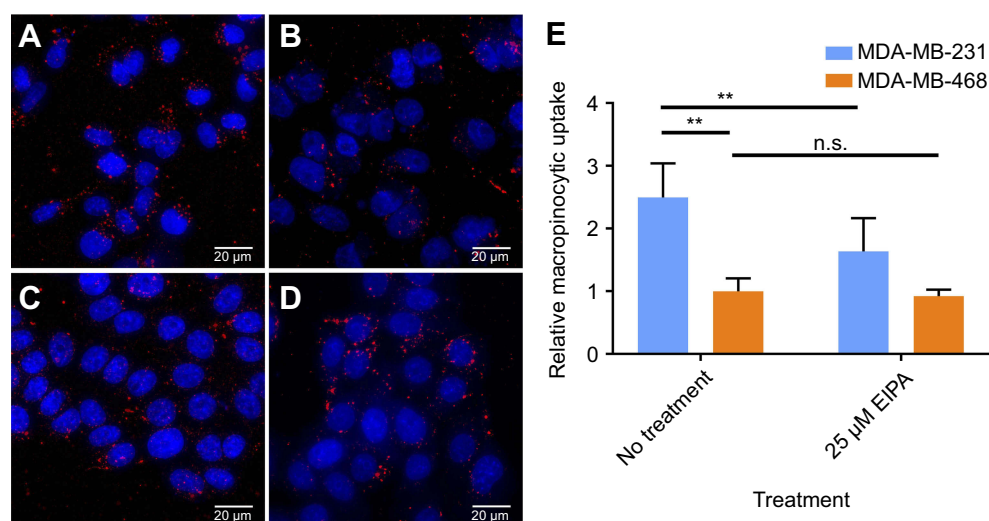 A
B
20 µm
20 µm
C
D
20 µm
20 µm
E
MDA-MB-231
MDA-MB-468
Relative macropinocytic uptake
4
3
2
1
0
**
**
n.s.
No treatment
25 µM EIPA
Treatment